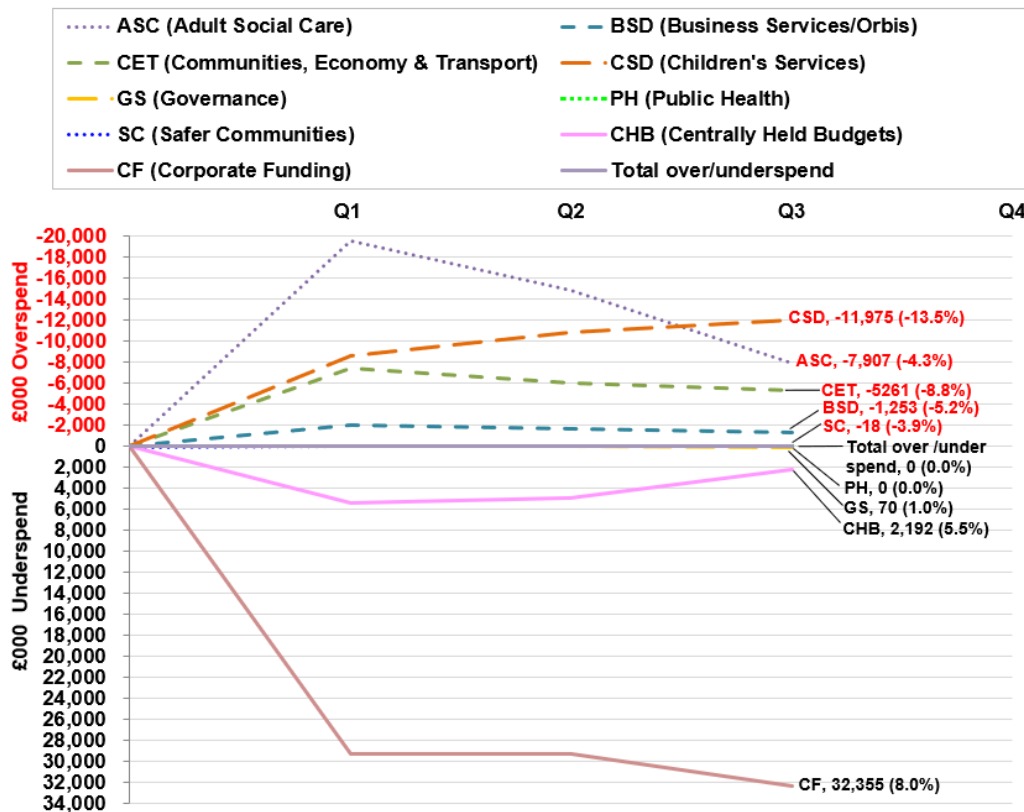 ASC (Adult Social Care)
BSD (Business Services/Orbis)
CET (Communities, Economy & Transport)
CSD (Children's Services)
GS (Governance)
PH (Public Health)
SC (Safer Communities)
CHB (Centrally Held Budgets)
CF (Corporate Funding)
Total over/underspend
Q1
Q2
Q3
Q4
£000 Overspend
£000 Underspend
-20,000
-18,000
-16,000
-14,000
-12,000
-10,000
-8,000
-6,000
-4,000
-2,000
0
2,000
4,000
6,000
8,000
10,000
12,000
14,000
16,000
18,000
20,000
22,000
24,000
26,000
28,000
30,000
32,000
34,000
CSD, -11,975 (-13.5%)
ASC, -7,907 (-4.3%)
CET, -5261 (-8.8%)
BSD, -1,253 (-5.2%)
SC, -18 (-3.9%)
Total over /under
spend, 0 (0.0%)
PH, 0 (0.0%)
GS, 70 (1.0%)
CHB, 2,192 (5.5%)
CF, 32,355 (8.0%)